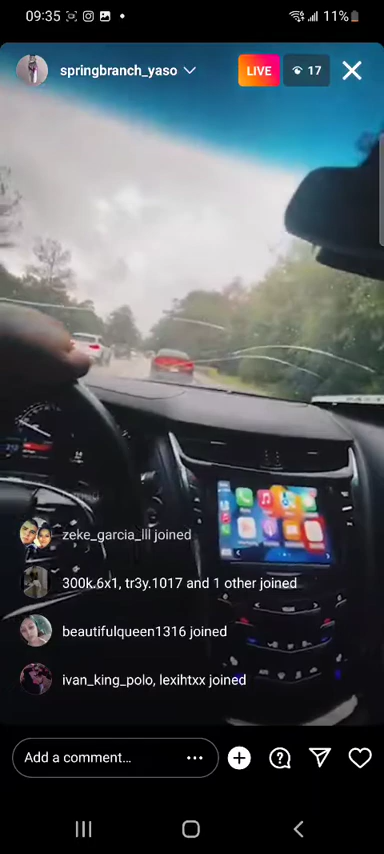 09:35
11%
springbranch_yaso
LIVE
17
zeke_garcia_lll joined
300k.6x1, tr3y.1017 and 1 other joined
beautifulqueen1316 joined
ivan_king_polo, lexihtxx joined
Add a comment...